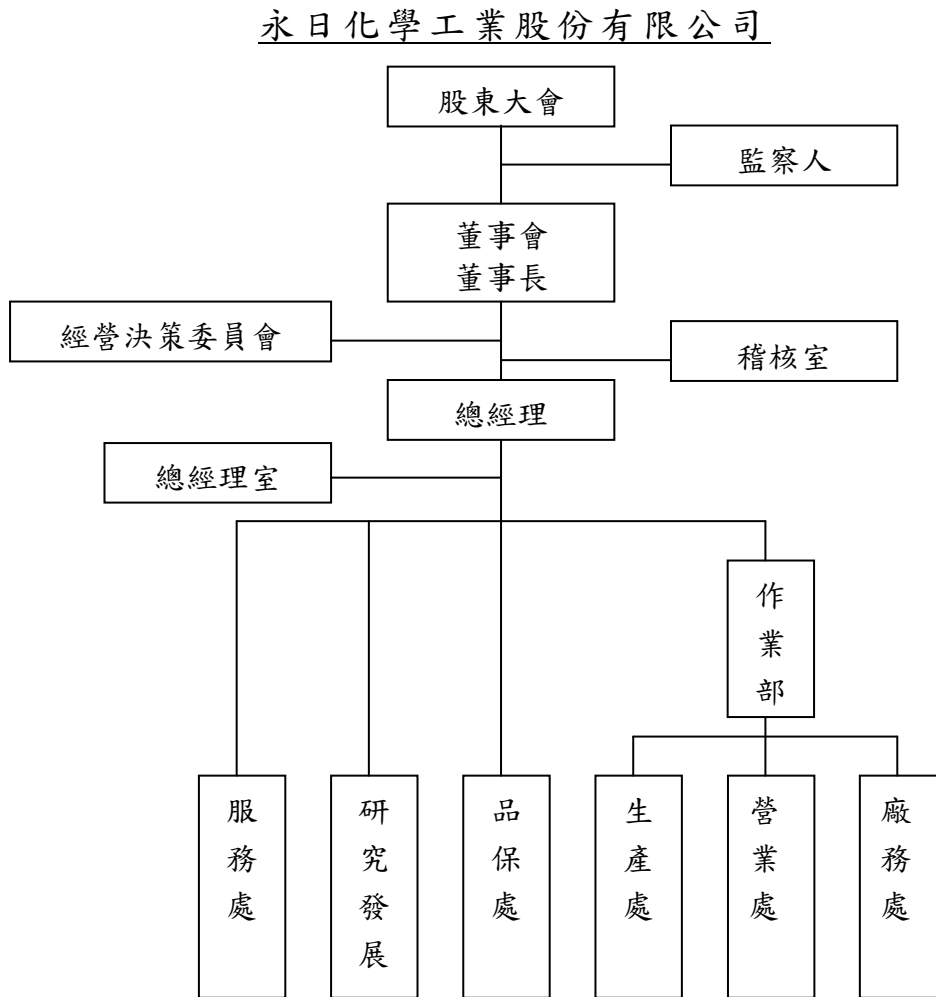 永日化學工業股份有限公司
股東大會
監察人
董事會
董事長
經營決策委員會
稽核室
總經理
總經理室
作業部
服務處
研究發展
品保處
生產處
營業處
廠務處